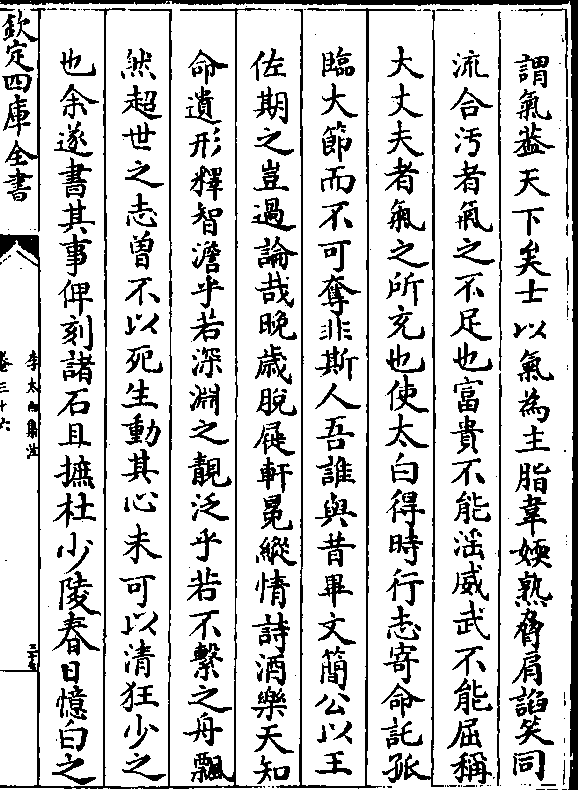 謂氣葢天下矣士以氣為主脂韋媆熟脅肩諂笑同
流合汚者氣之不足也富貴不能滛威武不能屈稱
大丈夫者氣之所充也使太白得時行志寄命託孤
臨大節而不可奪非斯人吾誰與昔畢文簡公以王
佐期之豈過論哉晚歲脫屣軒冕縱情詩酒樂天知
命遺形釋智澹乎若深淵之靚泛乎若不繫之舟飄
然超世之志曽不以死生動其心未可以清狂少之
也余遂書其事俾刻諸石且摭杜少陵春日憶白之
欽定四庫全書
李太白集注
卷三十六